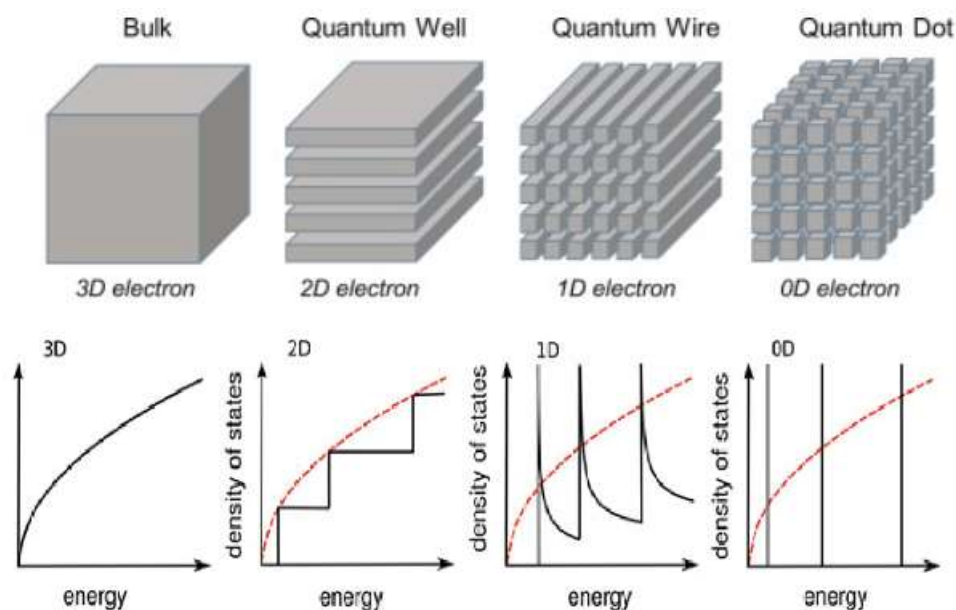 Bulk
Quantum Well
Quantum Wire
Quantum Dot
3D electron
2D electron
1D electron
0D electron
3D
2D
1D
0D
density of states
density of states
density of states
energy
energy
energy
energy